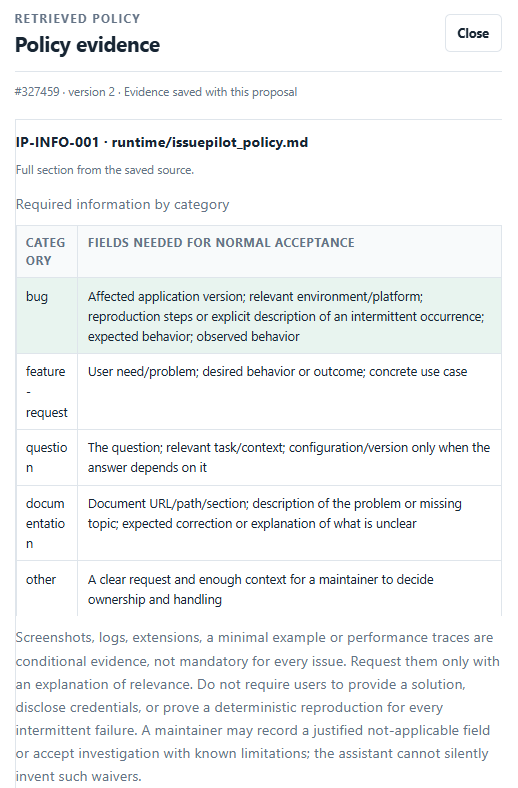 RETRIEVED POLICY
Policy evidence
Close
#327459 · version 2 · Evidence saved with this proposal
IP-INFO-001 · runtime/issuepilot_policy.md
Full section from the saved source.
Required information by category
CATEG
ORY
FIELDS NEEDED FOR NORMAL ACCEPTANCE
bug
Affected application version; relevant environment/platform;
reproduction steps or explicit description of an intermittent occurrence;
expected behavior; observed behavior
feature
-
request
User need/problem; desired behavior or outcome; concrete use case
questio
n
The question; relevant task/context; configuration/version only when the
answer depends on it
docum
entatio
n
Document URL/path/section; description of the problem or missing
topic; expected correction or explanation of what is unclear
other
A clear request and enough context for a maintainer to decide
ownership and handling
Screenshots, logs, extensions, a minimal example or performance traces are
conditional evidence, not mandatory for every issue. Request them only with
an explanation of relevance. Do not require users to provide a solution,
disclose credentials, or prove a deterministic reproduction for every
intermittent failure. A maintainer may record a justified not-applicable field
or accept investigation with known limitations; the assistant cannot silently
invent such waivers.